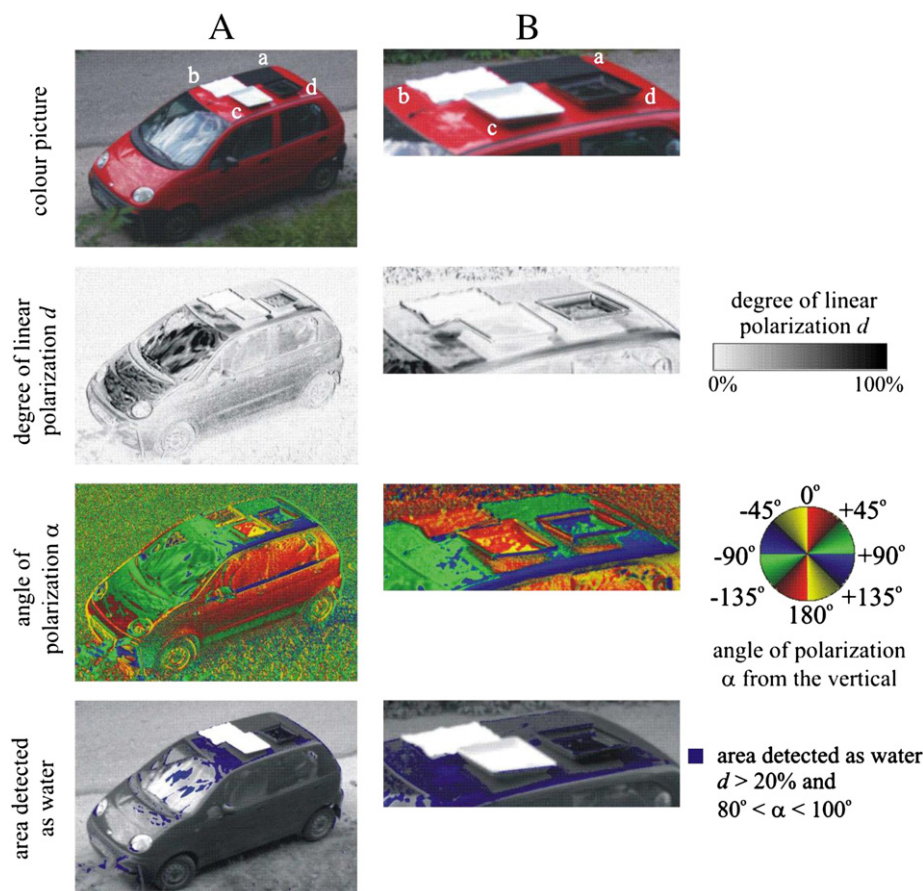 A
B
colour picture
a
b
c
d
a
b
c
d
degree of linear
polarization d
degree of linear
polarization d
0%
100%
angle of
polarization α
0°
-45°
+45°
-90°
+90°
-135°
+135°
180°
angle of polarization
α from the vertical
area detected
as water
area detected as water
d > 20% and
80° < α < 100°